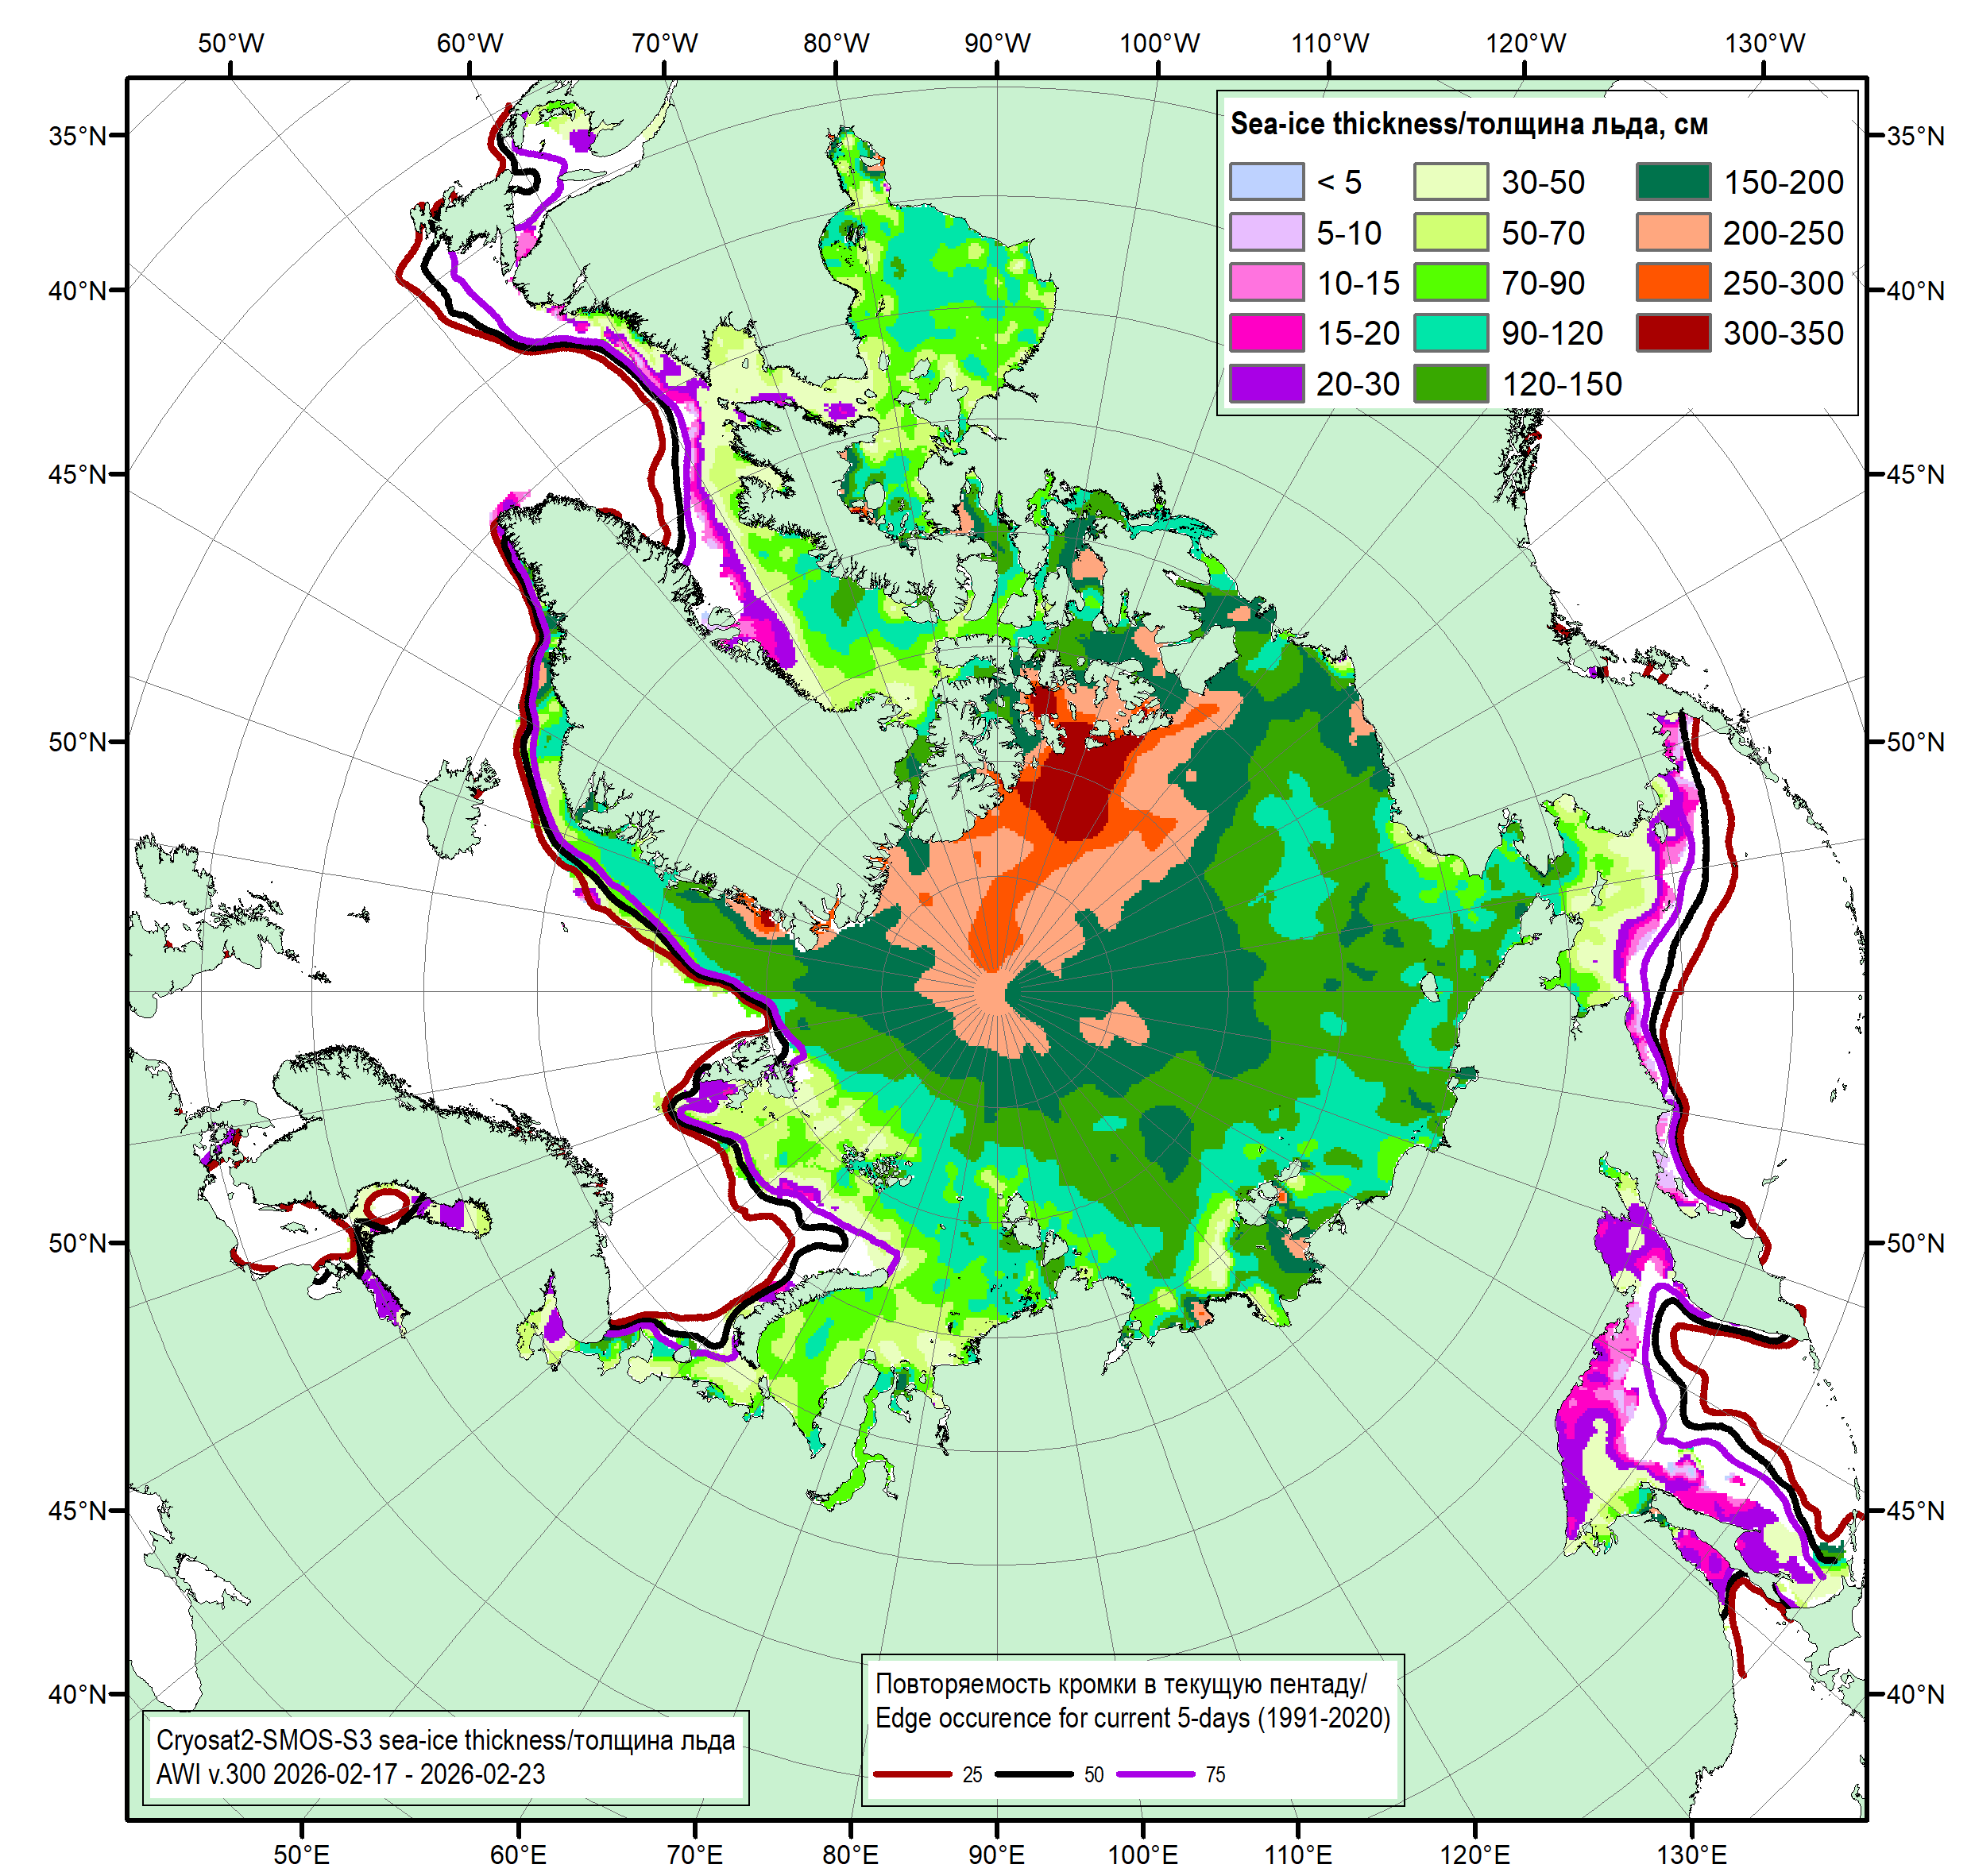 50°W 60°W 70°W 80°W 90°W 100°W 110°W 120°W 130°W
35°N 35°N
Sea-ice thickness/толщина льда, см
< 5 30-50 150-200
5-10 50-70 200-250
10-15 70-90 250-300
15-20 90-120 300-350
20-30 120-150
40°N 40°N
45°N 45°N
50°N 50°N
50°N 50°N
45°N 45°N
40°N 40°N
Повторяемость кромки в текущую пентаду/
Edge occurence for current 5-days (1991-2020)
25 50 75
Cryosat2-SMOS-S3 sea-ice thickness/толщина льда
AWI v.300 2026-02-17 - 2026-02-23
50°E 60°E 70°E 80°E 90°E 100°E 110°E 120°E 130°E